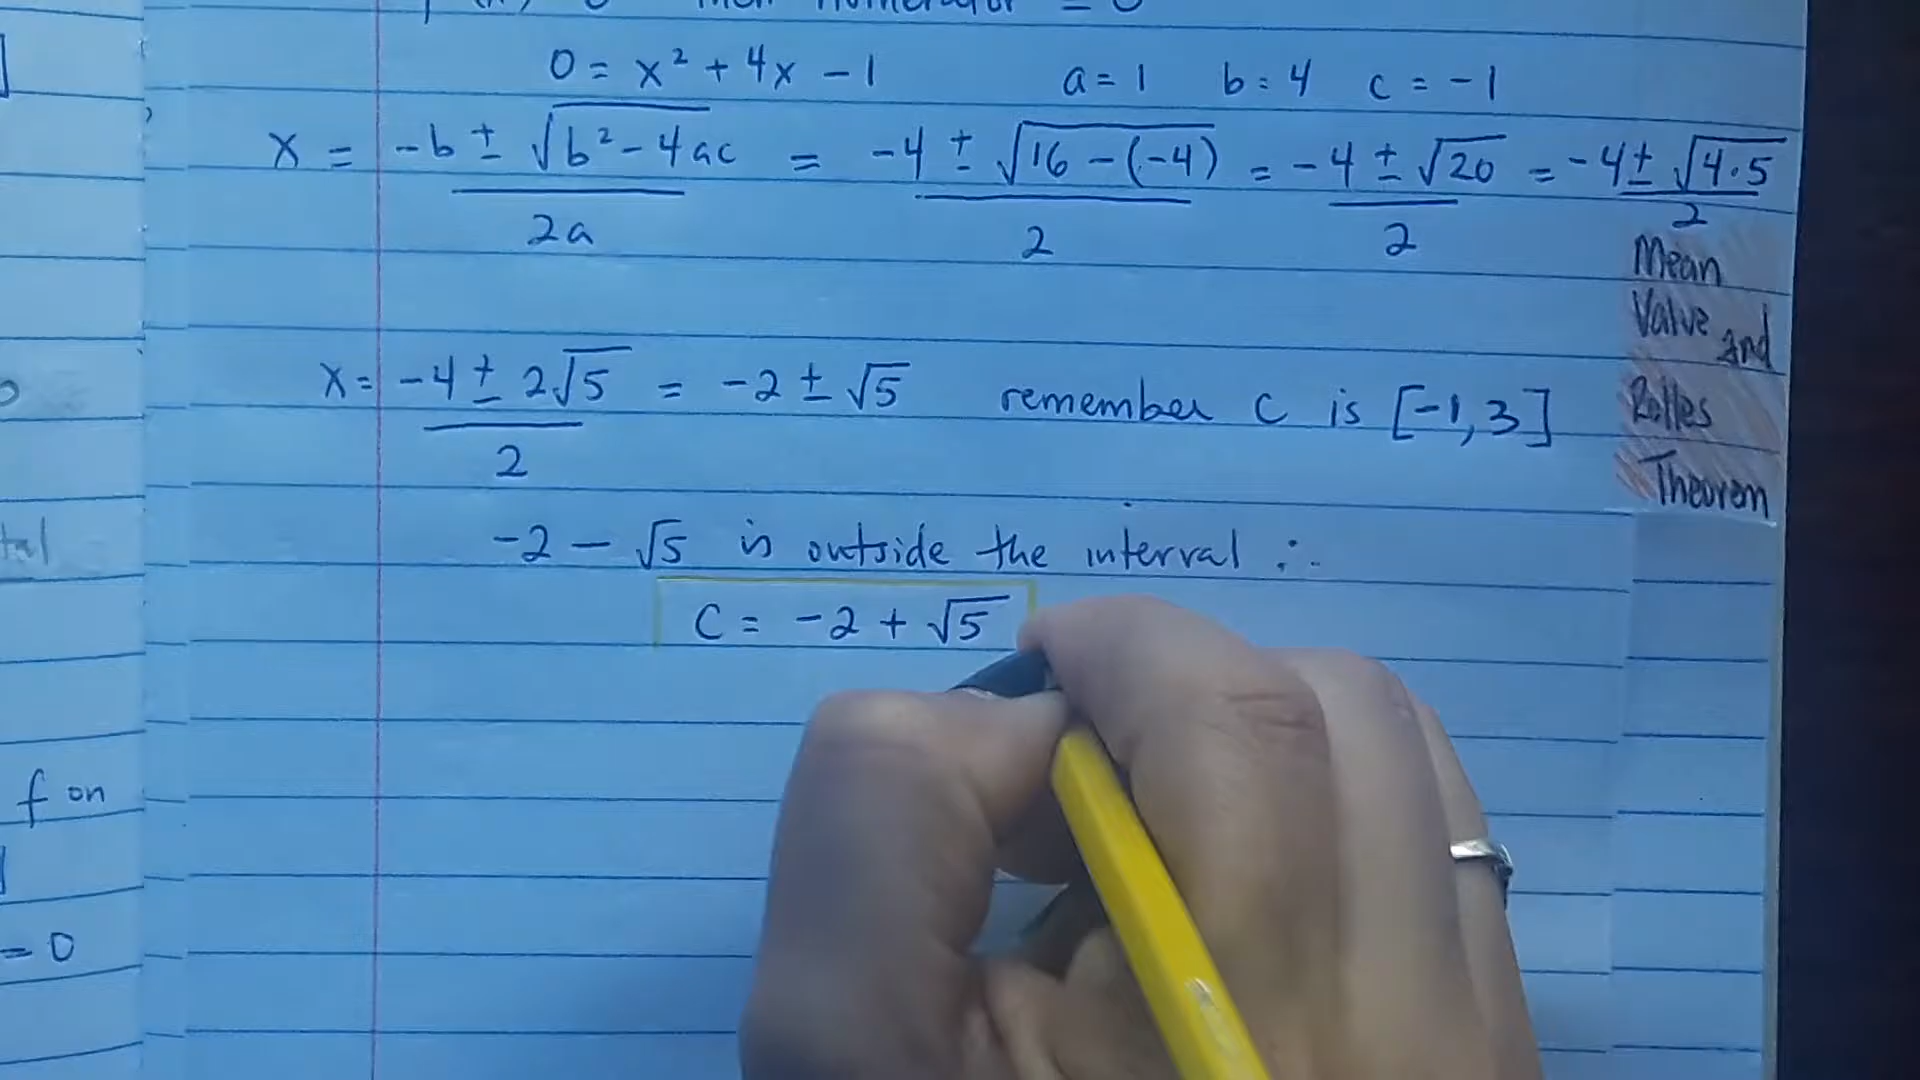 numerator = 0
0 = x² + 4x - 1 a = 1 b = 4 c = -1
x = (-b ± √(b² - 4ac))/2a = (-4 ± √(16 - (-4)))/2 = (-4 ± √20)/2 = (-4 ± √(4·5))/2
x = (-4 ± 2√5)/2 = -2 ± √5 remember C is [-1, 3]
-2 - √5 is outside the interval ∴
C = -2 + √5
Mean
Value and
Rolles
Theorem
f on
= 0